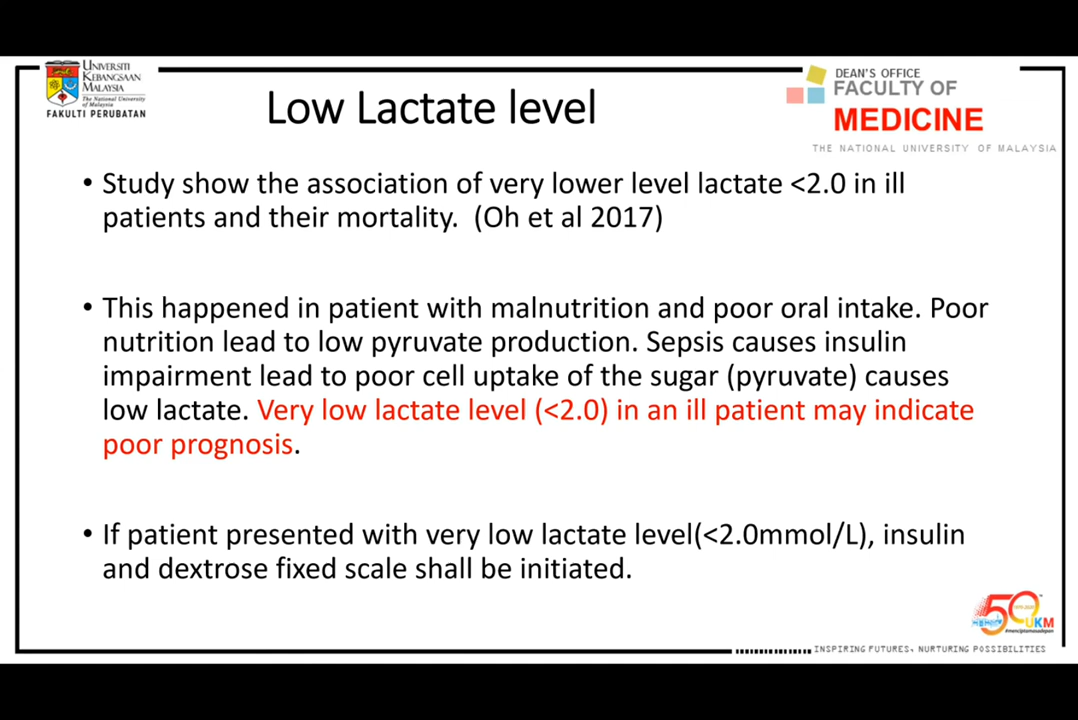 UNIVERSITI
KEBANGSAAN
MALAYSIA
The National University
of Malaysia
FAKULTI PERUBATAN
DEAN'S OFFICE
FACULTY OF
MEDICINE
THE NATIONAL UNIVERSITY OF MALAYSIA
Low Lactate level
• Study show the association of very lower level lactate <2.0 in ill
patients and their mortality. (Oh et al 2017)
• This happened in patient with malnutrition and poor oral intake. Poor
nutrition lead to low pyruvate production. Sepsis causes insulin
impairment lead to poor cell uptake of the sugar (pyruvate) causes
low lactate. Very low lactate level (<2.0) in an ill patient may indicate
poor prognosis.
• If patient presented with very low lactate level(<2.0mmol/L), insulin
and dextrose fixed scale shall be initiated.
50
UKM
INSPIRING FUTURES, NURTURING POSSIBILITIES